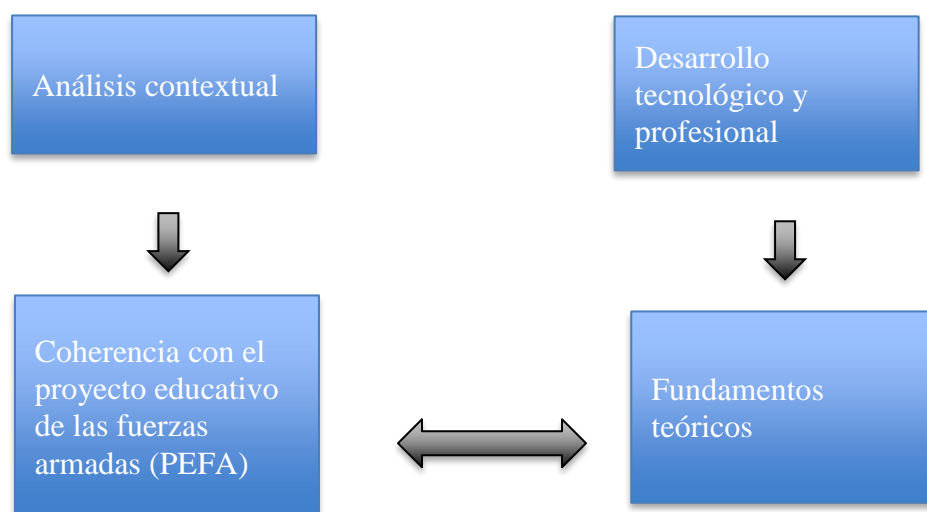 Análisis contextual
Desarrollo
tecnológico y
profesional
Coherencia con el
proyecto educativo
de las fuerzas
armadas (PEFA)
Fundamentos
teóricos